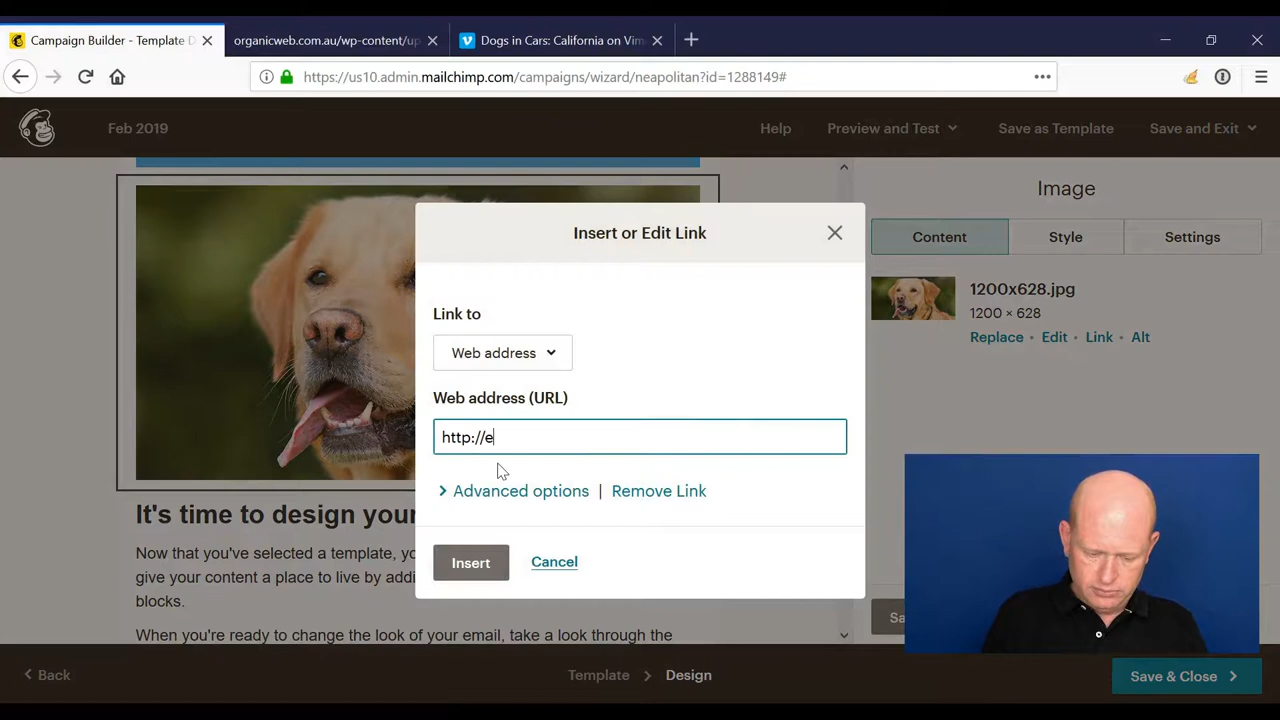 Campaign Builder - Template D
organicweb.com.au/wp-content/up
Dogs in Cars: California on Vim
https://us10.admin.mailchimp.com/campaigns/wizard/neapolitan?id=1288149#
Feb 2019
Help
Preview and Test
Save as Template
Save and Exit
Insert or Edit Link
Link to
Web address
Web address (URL)
http://e
Advanced options | Remove Link
Insert
Cancel
Image
Content
Style
Settings
1200x628.jpg
1200 × 628
Replace • Edit • Link • Alt
Sa
It's time to design your
Now that you've selected a template, yo
give your content a place to live by addi
blocks.
When you're ready to change the look of your email, take a look through the
Back
Template
Design
Save & Close